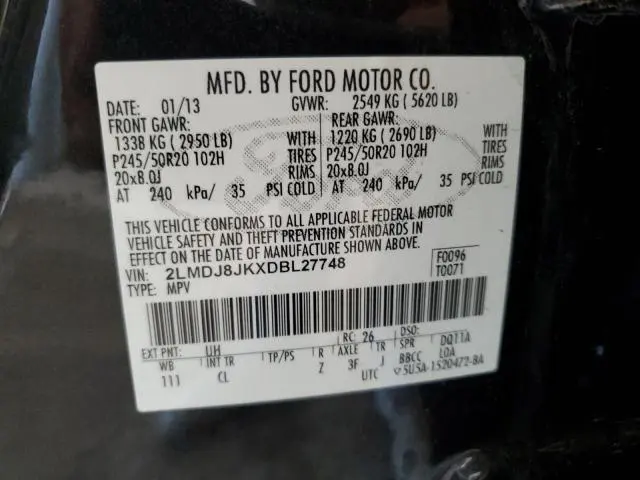 MFD. BY FORD MOTOR CO.
DATE: 01/13 GVWR: 2549 KG ( 5620 LB)
FRONT GAWR: REAR GAWR:
1338 KG ( 2950 LB) WITH 1220 KG ( 2690 LB) WITH
P245/50R20 102H TIRES P245/50R20 102H TIRES
20x8.0J RIMS 20x8.0J RIMS
AT 240 kPa/ 35 PSI COLD AT 240 kPa/ 35 PSI COLD
THIS VEHICLE CONFORMS TO ALL APPLICABLE FEDERAL MOTOR
VEHICLE SAFETY AND THEFT PREVENTION STANDARDS IN
EFFECT ON THE DATE OF MANUFACTURE SHOWN ABOVE.
VIN: 2LMDJ8JKXDBL27748 F0096
TYPE: MPV T0071
EXT PNT: UH RC: 26 DSO:
WB INT TR TP/PS R AXLE TR SPR DQ11A
111 CL Z 3F J BBCC LOA
UTC 5U5A-1520472-BA